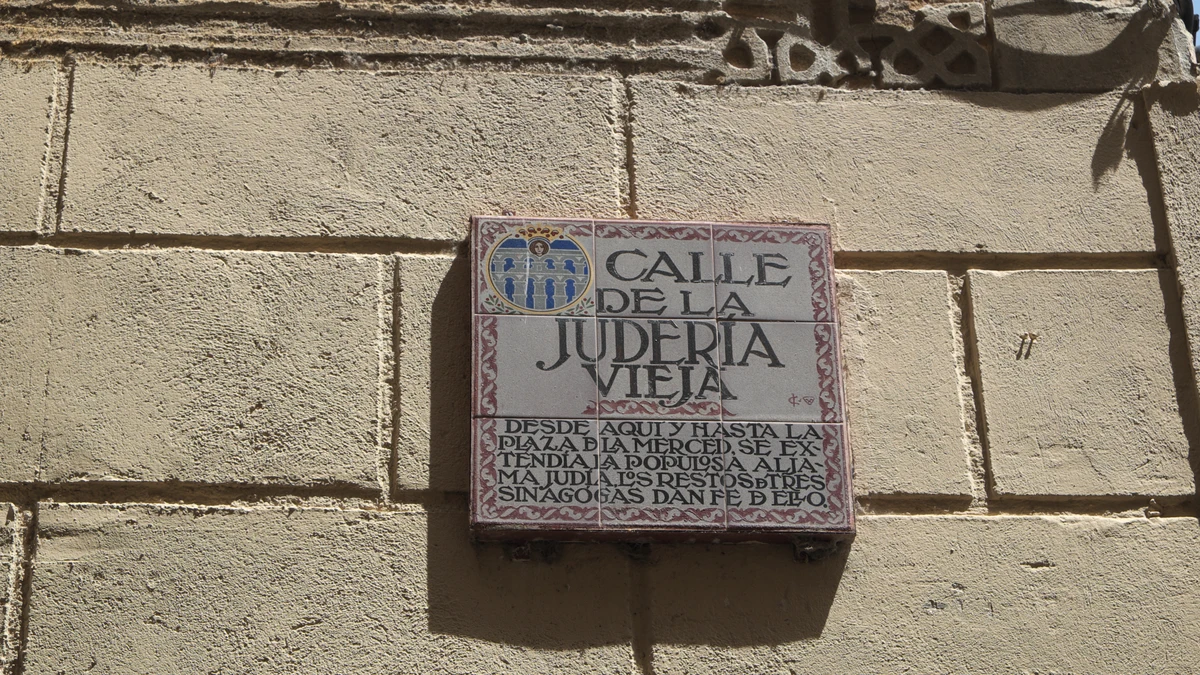 CALLE
DE LA
JUDERÍA
VIEJA
DESDE AQUI Y HASTA LA
PLAZA D LA MERCED, SE EX-
TENDÍA LA POPULOSA ALJA-
MA JUDÍA. LOS RESTOS D TRES
SINAGOGAS DAN FE D ELLO.